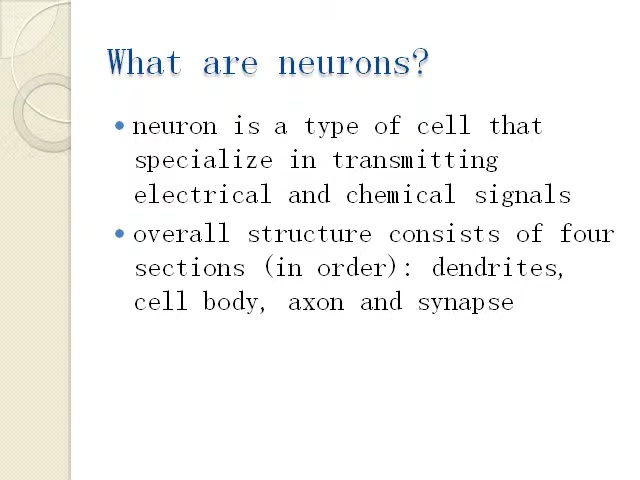 What are neurons?
neuron is a type of cell that
specialize in transmitting
electrical and chemical signals
overall structure consists of four
sections (in order): dendrites,
cell body, axon and synapse